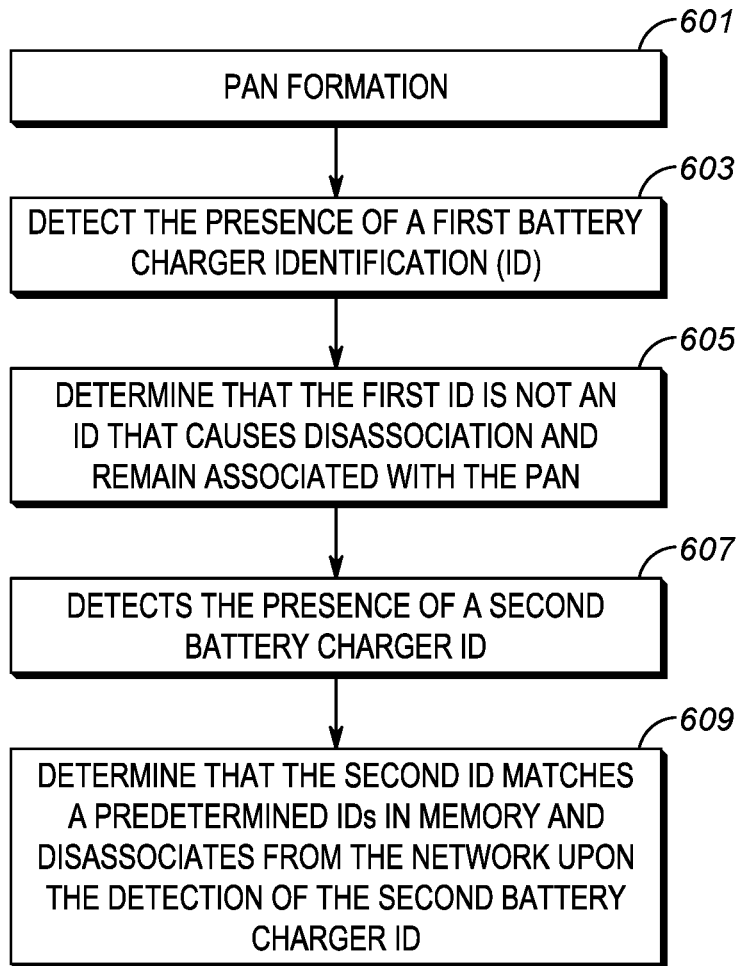 601
PAN FORMATION
603
DETECT THE PRESENCE OF A FIRST BATTERY
CHARGER IDENTIFICATION (ID)
605
DETERMINE THAT THE FIRST ID IS NOT AN
ID THAT CAUSES DISASSOCIATION AND
REMAIN ASSOCIATED WITH THE PAN
607
DETECTS THE PRESENCE OF A SECOND
BATTERY CHARGER ID
609
DETERMINE THAT THE SECOND ID MATCHES
A PREDETERMINED IDs IN MEMORY AND
DISASSOCIATES FROM THE NETWORK UPON
THE DETECTION OF THE SECOND BATTERY
CHARGER ID